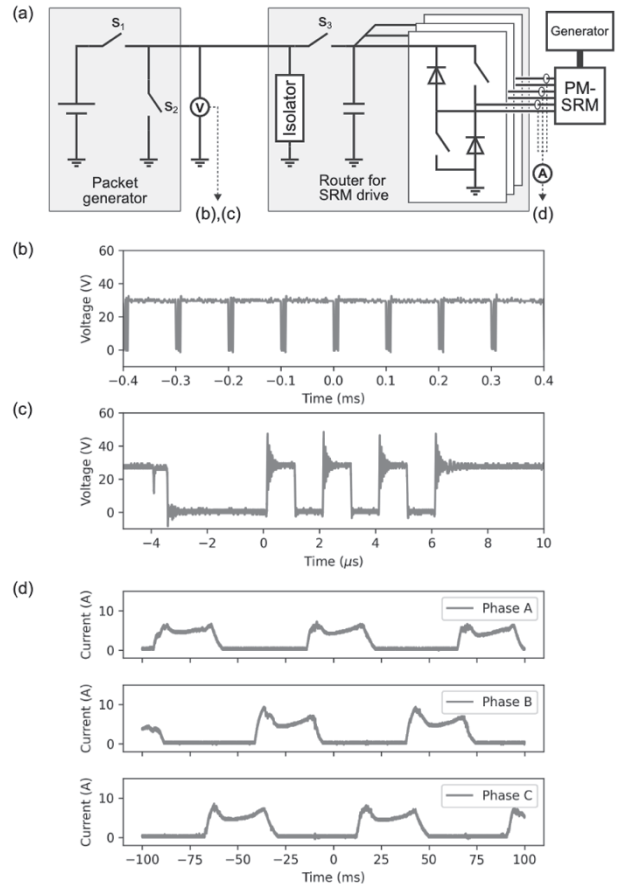 (a)
S1
S2
S3
V
Isolator
Packet
generator
Router for
SRM drive
Generator
PM-
SRM
A
(b),(c)
(d)
(b)
Voltage (V)
60
40
20
0
−0.4 −0.3 −0.2 −0.1 0.0 0.1 0.2 0.3 0.4
Time (ms)
(c)
Voltage (V)
60
40
20
0
−4 −2 0 2 4 6 8 10
Time (μs)
(d)
Current (A)
10
0
Phase A
Current (A)
10
0
Phase B
Current (A)
10
0
Phase C
−100 −75 −50 −25 0 25 50 75 100
Time (ms)